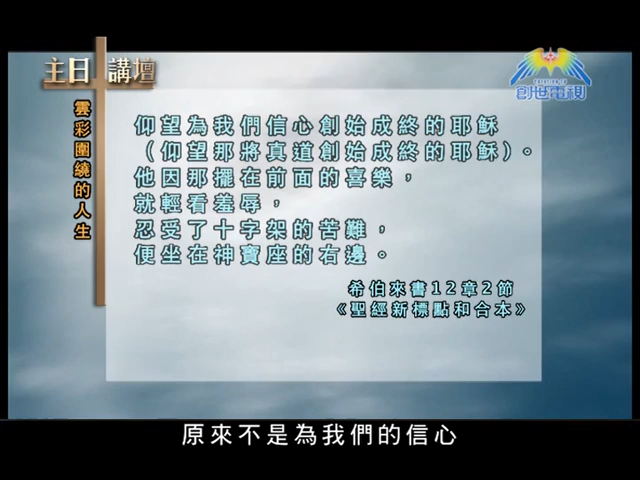 主日講壇
創世電視
雲彩圍繞的人生
仰望為我們信心創始成終的耶穌
（仰望那將真道創始成終的耶穌）。
他因那擺在前面的喜樂，
就輕看羞辱，
忍受了十字架的苦難，
便坐在神寶座的右邊。
希伯來書12章2節
《聖經新標點和合本》
原來不是為我們的信心